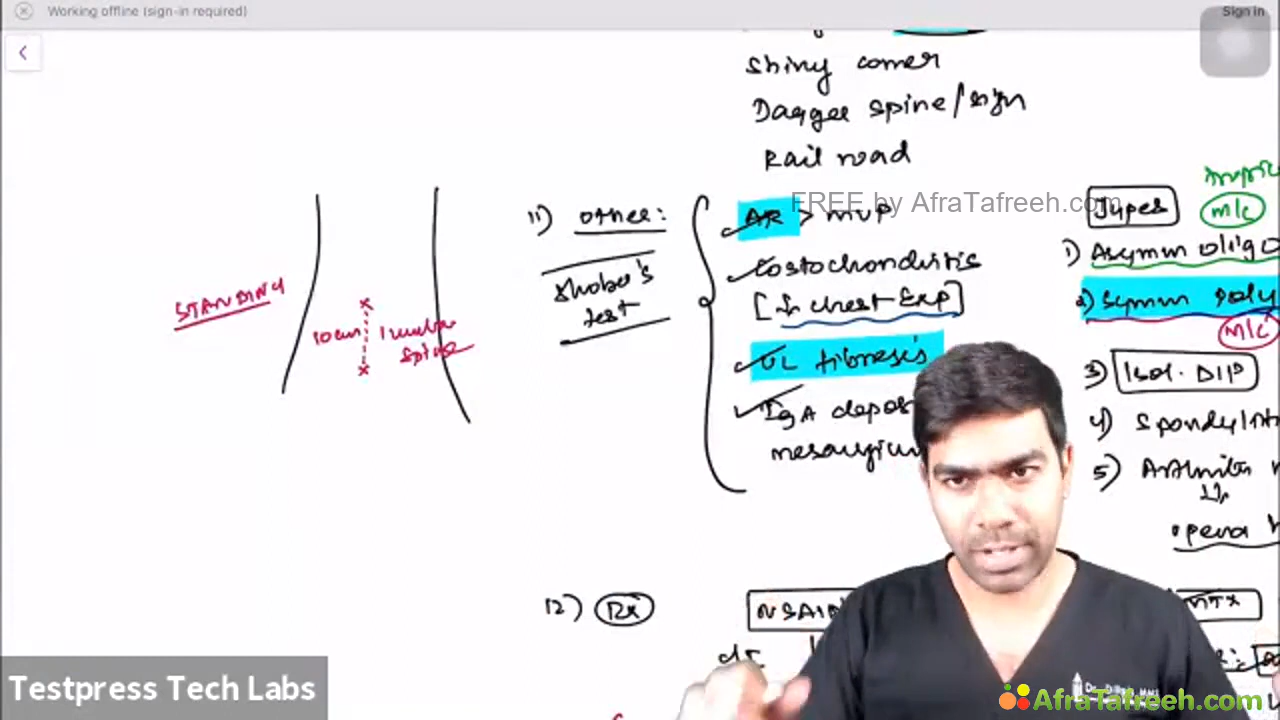 Working offline (sign-in required)
Sign in
Shiny corner
Dagger spine/sign
Rail road
FREE by AfraTafreeh.com
11) other:
AR > MVP
Types
M/C
Costochondritis
1) Asymm oligo
Shober's
test
STANDING
[↓ chest Exp]
2) Symm poly
M/C
10cm
lumbar
spine
UL fibrosis
3) Isol. DIP
IgA depos
4) Spondylit
mesangium
5) Arthritis
opera
12) Rx
NSAID
MTX
Testpress Tech Labs
AfraTafreeh.com